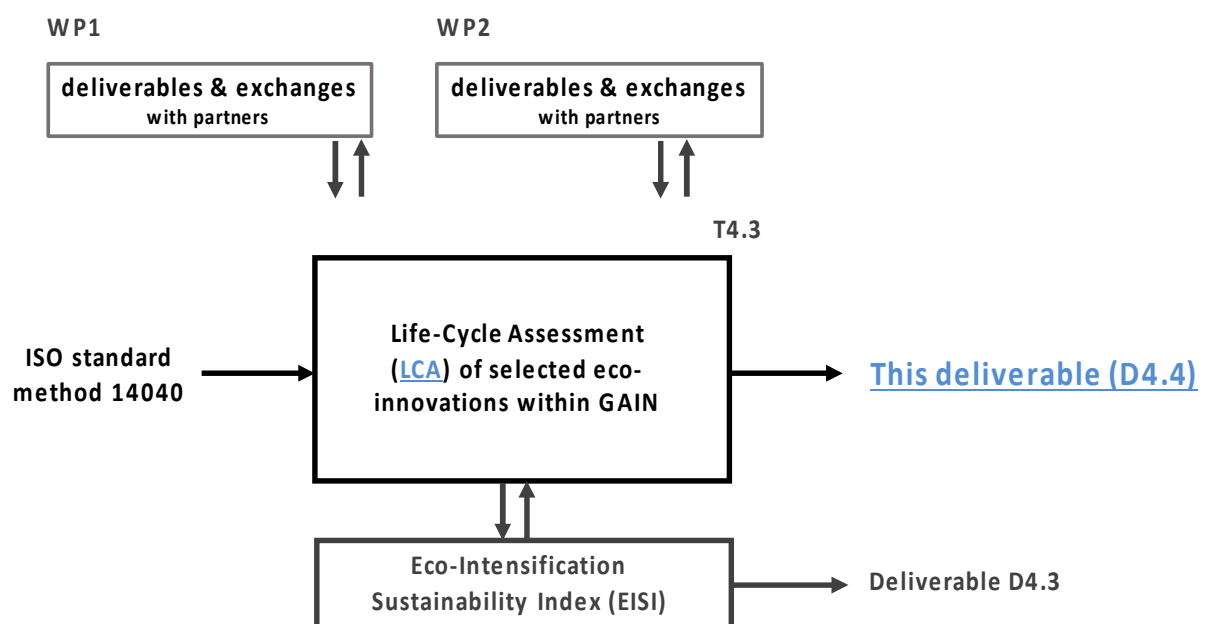 WP1
WP2
deliverables & exchanges
with partners
deliverables & exchanges
with partners
T4.3
Life-Cycle Assessment
(LCA) of selected eco-
innovations within GAIN
ISO standard
method 14040
This deliverable (D4.4)
Eco-Intensification
Sustainability Index (EISI)
Deliverable D4.3